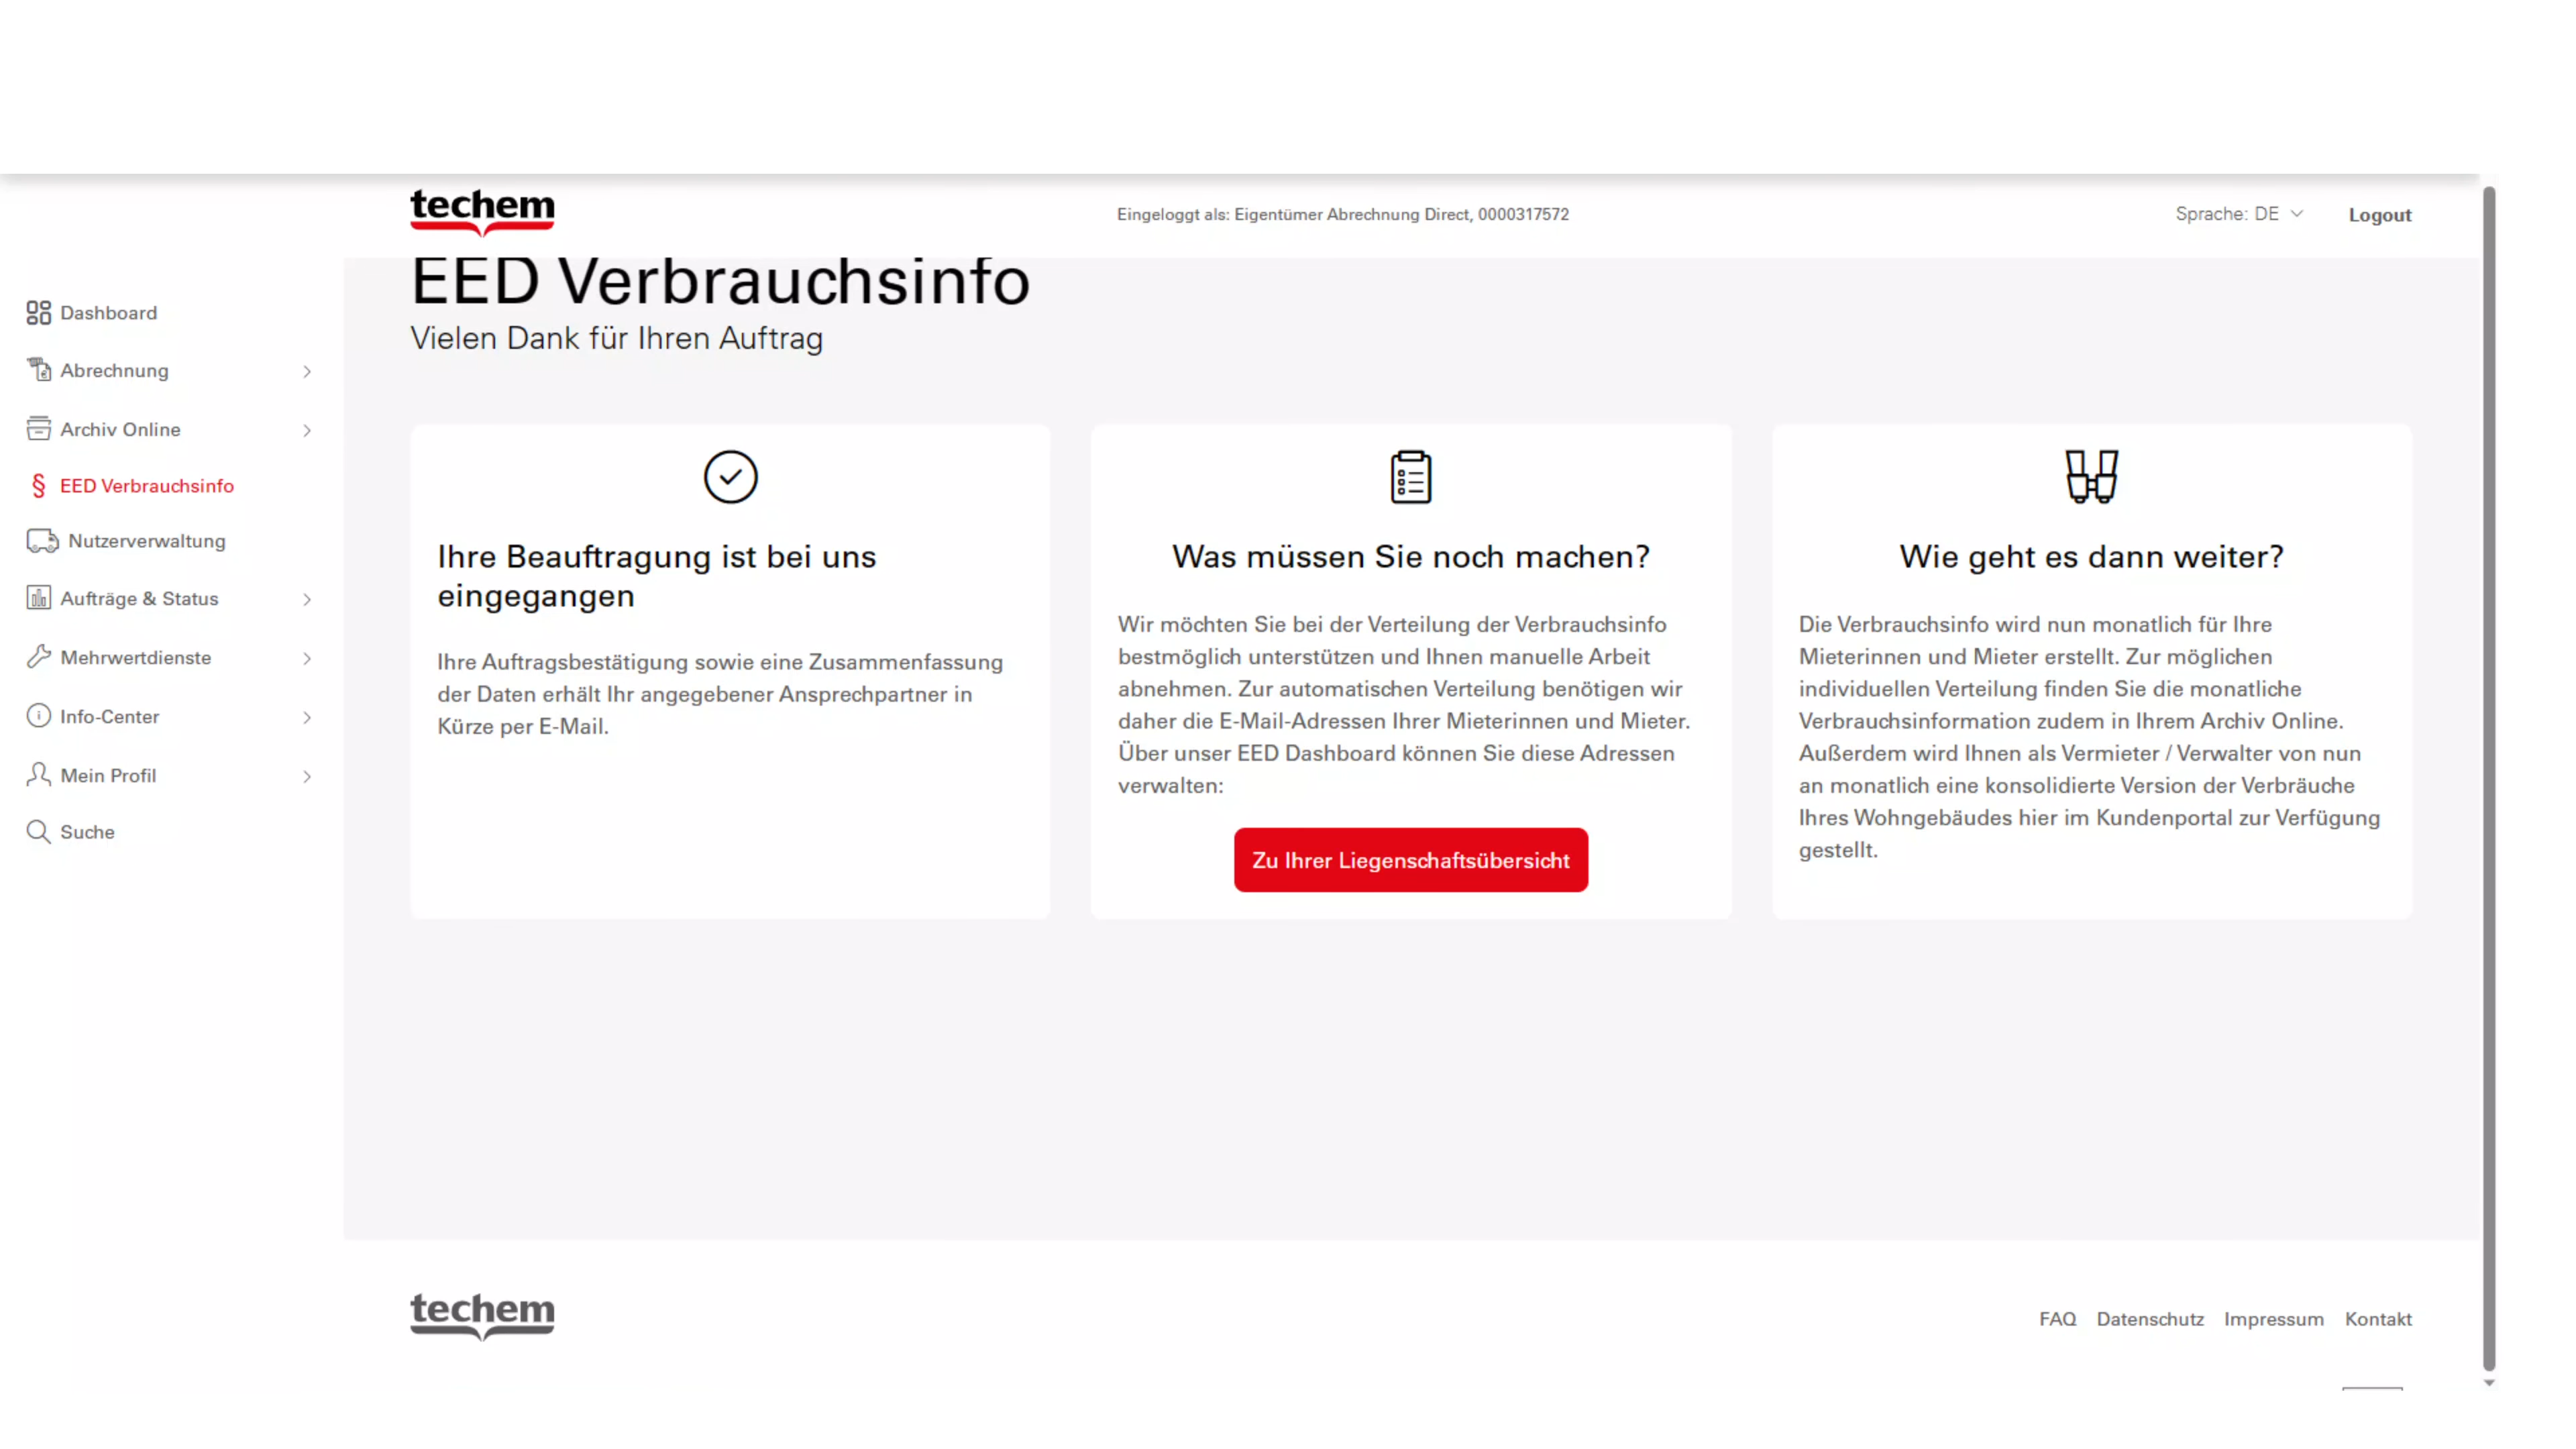 techem
Eingeloggt als: Eigentümer Abrechnung Direct, 0000317572
Sprache: DE
Logout
EED Verbrauchsinfo
Vielen Dank für Ihren Auftrag
Dashboard
Abrechnung
Archiv Online
§ EED Verbrauchsinfo
Nutzerverwaltung
Aufträge & Status
Mehrwertdienste
Info-Center
Mein Profil
Suche
Ihre Beauftragung ist bei uns
eingegangen
Ihre Auftragsbestätigung sowie eine Zusammenfassung
der Daten erhält Ihr angegebener Ansprechpartner in
Kürze per E-Mail.
Was müssen Sie noch machen?
Wir möchten Sie bei der Verteilung der Verbrauchsinfo
bestmöglich unterstützen und Ihnen manuelle Arbeit
abnehmen. Zur automatischen Verteilung benötigen wir
daher die E-Mail-Adressen Ihrer Mieterinnen und Mieter.
Über unser EED Dashboard können Sie diese Adressen
verwalten:
Zu Ihrer Liegenschaftsübersicht
Wie geht es dann weiter?
Die Verbrauchsinfo wird nun monatlich für Ihre
Mieterinnen und Mieter erstellt. Zur möglichen
individuellen Verteilung finden Sie die monatliche
Verbrauchsinformation zudem in Ihrem Archiv Online.
Außerdem wird Ihnen als Vermieter / Verwalter von nun
an monatlich eine konsolidierte Version der Verbräuche
Ihres Wohngebäudes hier im Kundenportal zur Verfügung
gestellt.
techem
FAQ Datenschutz Impressum Kontakt